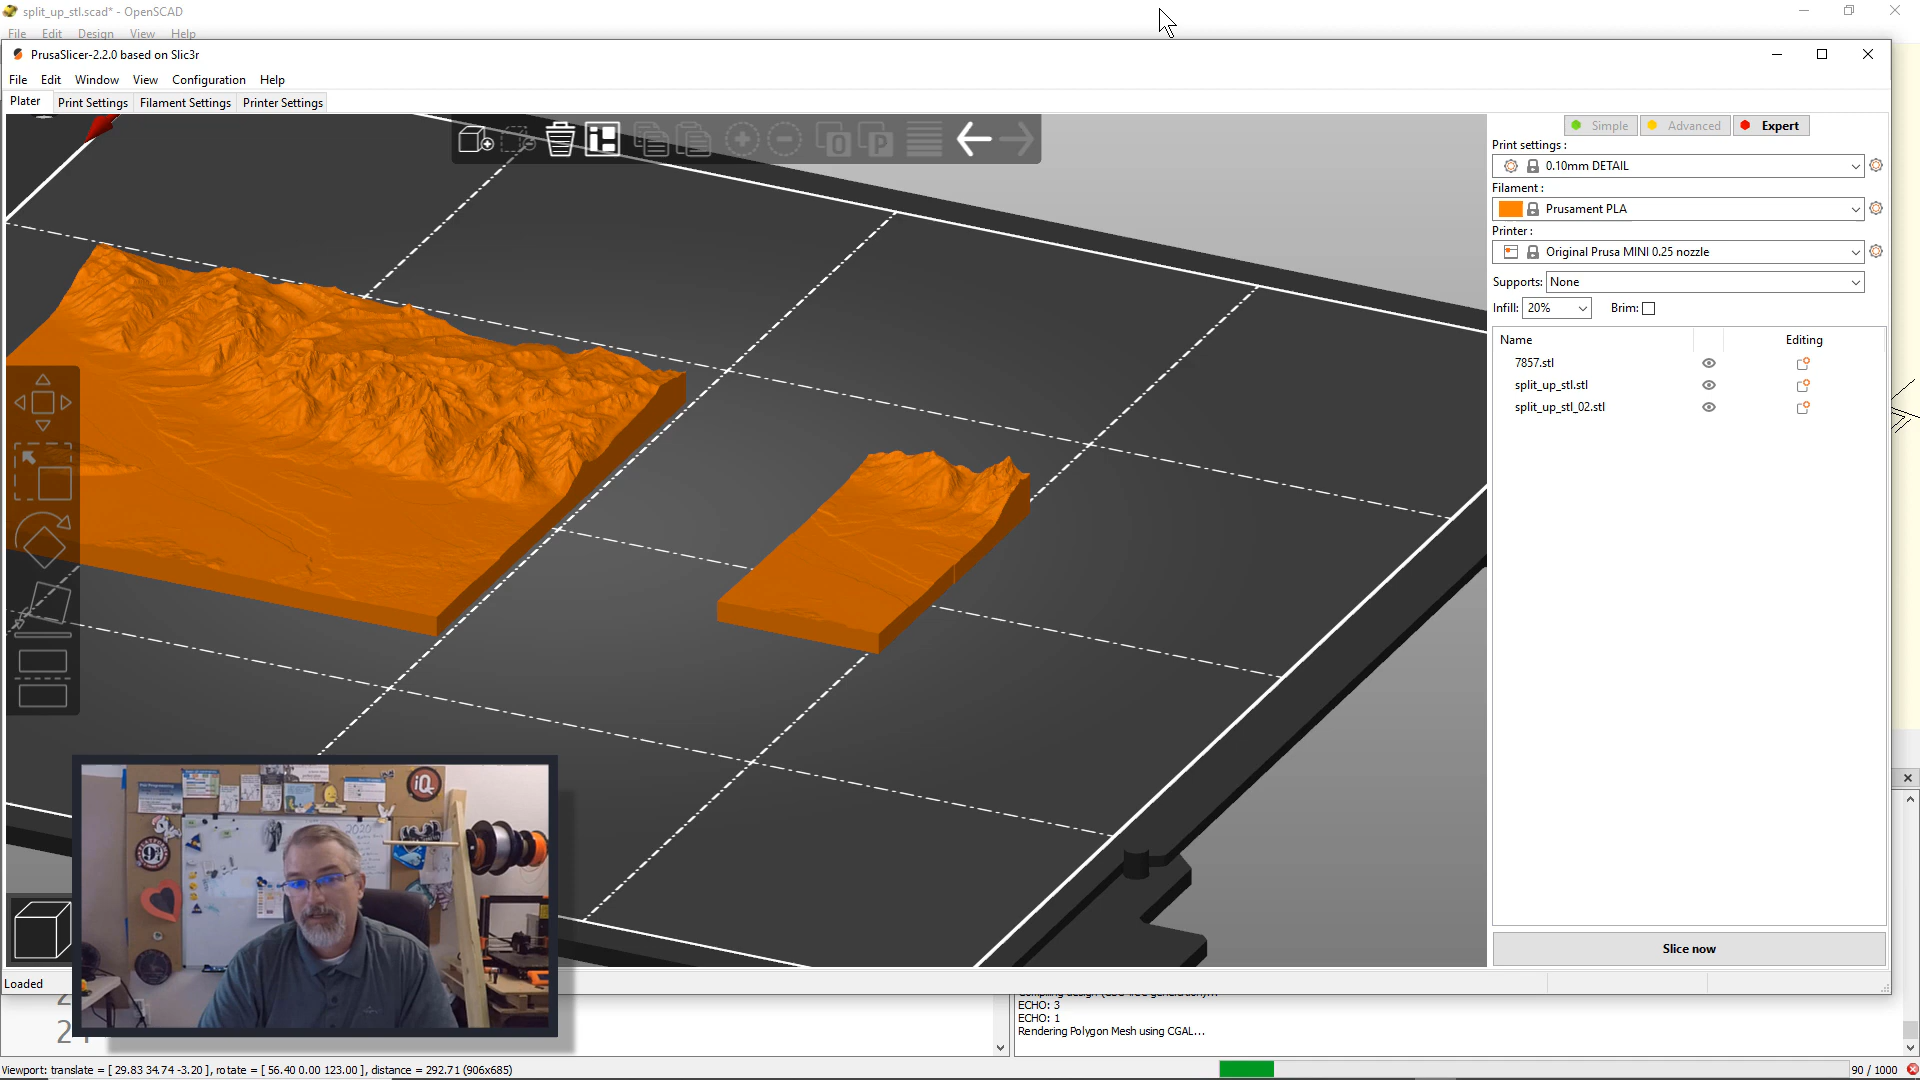 split_up_stl.scad* - OpenSCAD
File Edit Design View Help
PrusaSlicer-2.2.0 based on Slic3r
File Edit Window View Configuration Help
Plater Print Settings Filament Settings Printer Settings
Simple Advanced Expert
Print settings :
0.10mm DETAIL
Filament :
Prusament PLA
Printer :
Original Prusa MINI 0.25 nozzle
Supports: None
Infill: 20% Brim:
Name Editing
7857.stl
split_up_stl.stl
split_up_stl_02.stl
O P
iQ
2020
9¾
Slice now
Loaded
ECHO: 3
ECHO: 1
Rendering Polygon Mesh using CGAL...
Viewport: translate = [ 29.83 34.74 -3.20 ], rotate = [ 56.40 0.00 123.00 ], distance = 292.71 (906x685)
90 / 1000